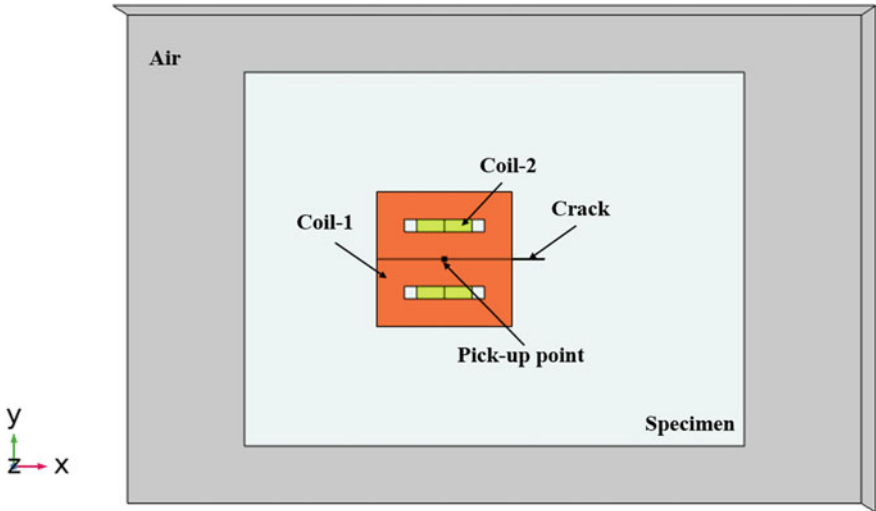 Air
Coil-2
Crack
Coil-1
Pick-up point
Specimen
y
z
x